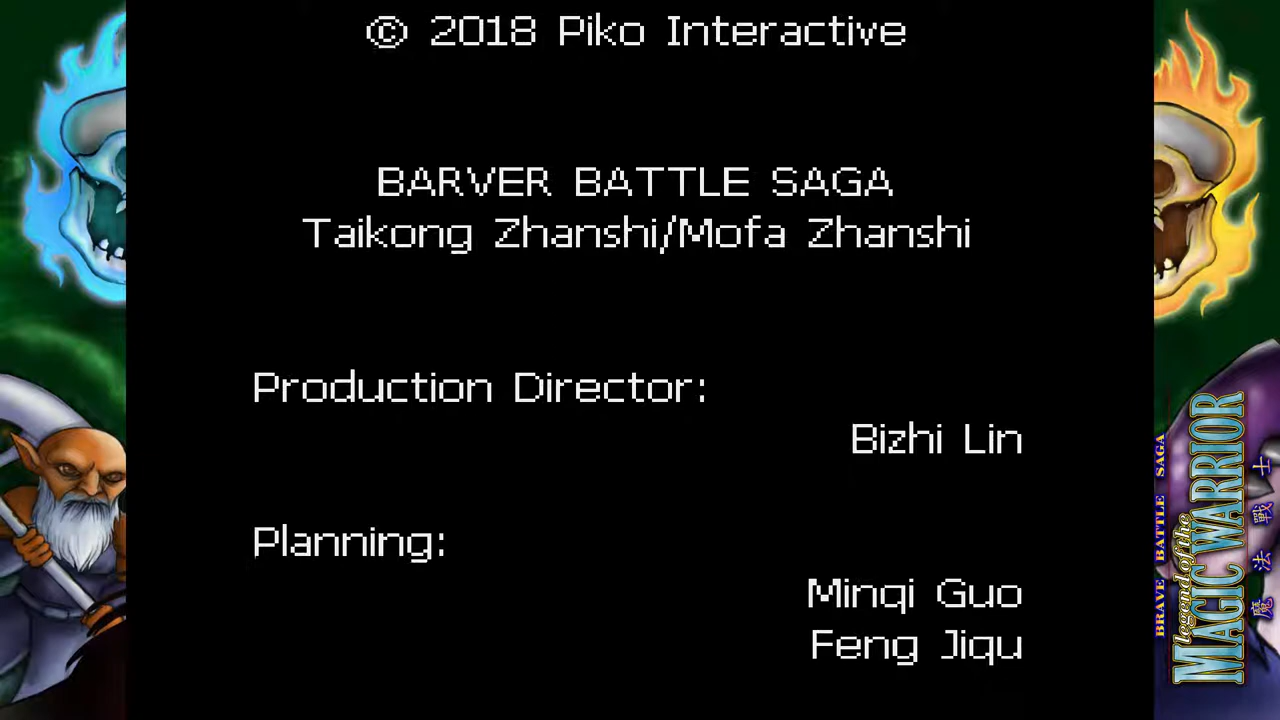 © 2018 Piko Interactive
BARVER BATTLE SAGA
Taikong Zhanshi/Mofa Zhanshi
Production Director:
Bizhi Lin
Planning:
Minqi Guo
Feng Jiqu
BRAVE BATTLE SAGA
legend of the
MAGIC WARRIOR
魔法戰士